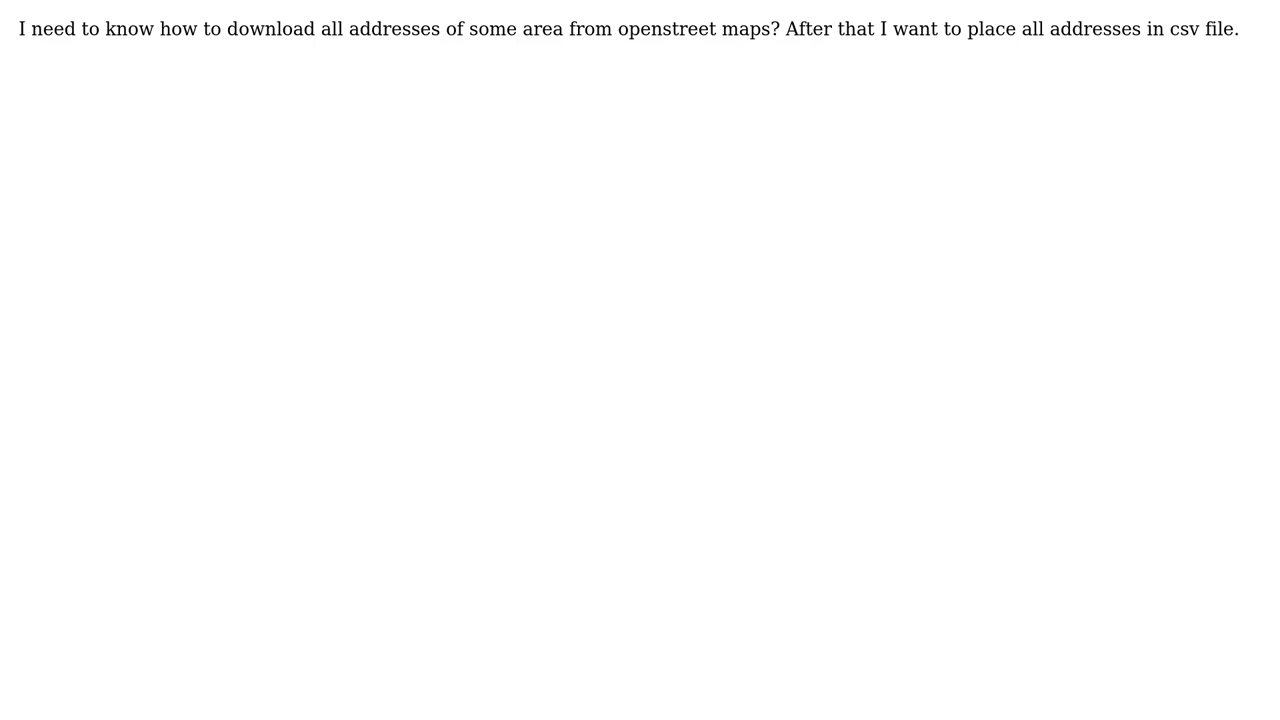 I need to know how to download all addresses of some area from openstreet maps? After that I want to place all addresses in csv file.